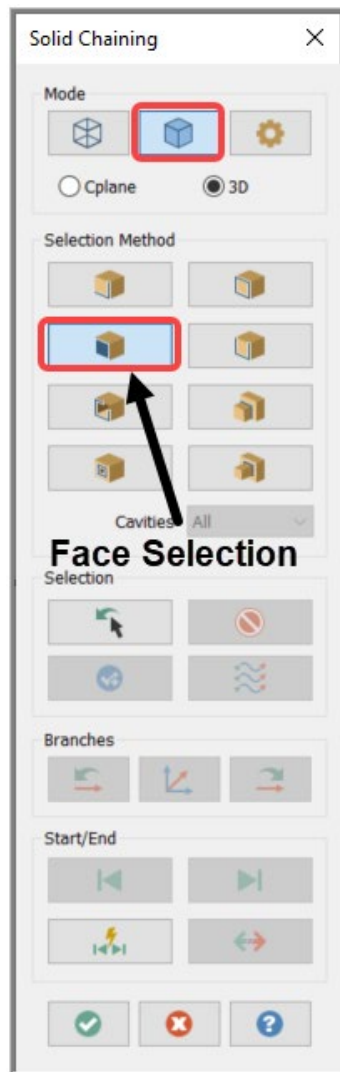 Solid Chaining
Mode
Cplane
3D
Selection Method
Cavities
All
Face Selection
Selection
Branches
Start/End